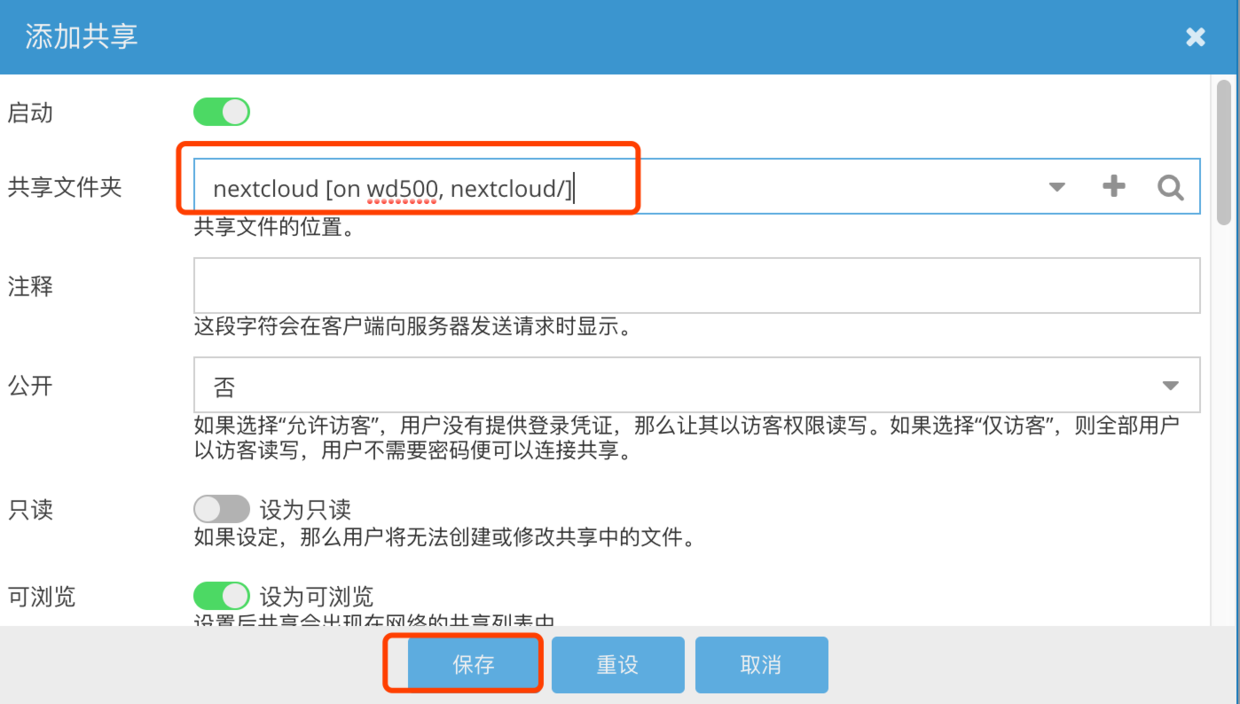 添加共享
启动
共享文件夹
nextcloud [on wd500, nextcloud/]
共享文件的位置。
注释
这段字符会在客户端向服务器发送请求时显示。
公开
否
如果选择“允许访客”，用户没有提供登录凭证，那么让其以访客权限读写。如果选择“仅访客”，则全部用户
以访客读写，用户不需要密码便可以连接共享。
只读
设为只读
如果设定，那么用户将无法创建或修改共享中的文件。
可浏览
设为可浏览
设置后共享会出现在网络的共享列表中
保存
重设
取消